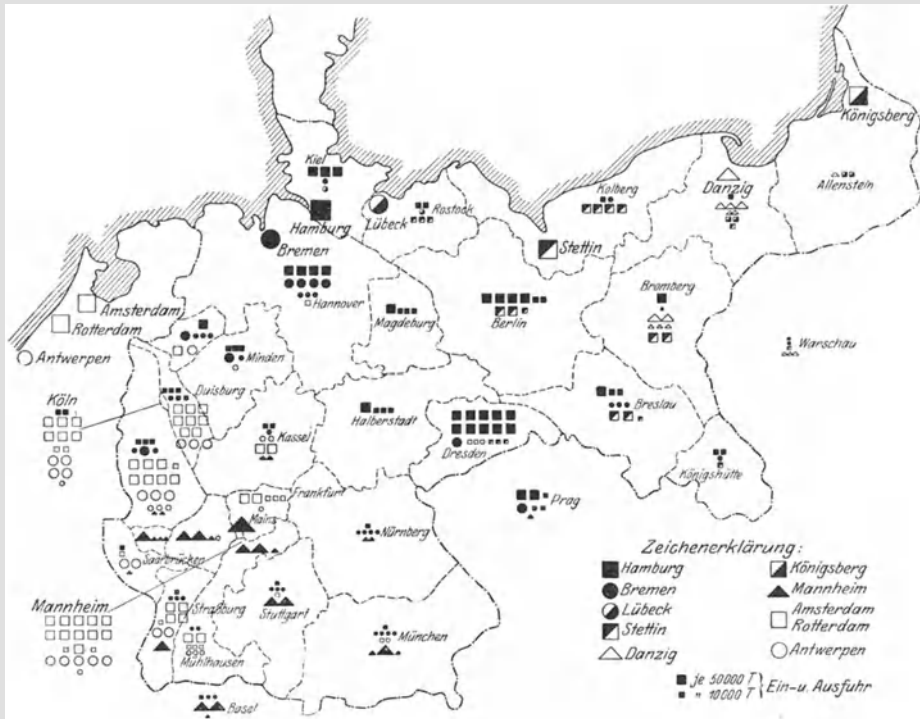 Königsberg
Kiel
Kolberg
Danzig
Allenstein
Hamburg
Lübeck
Rostock
Bremen
Stettin
Hannover
Magdeburg
Berlin
Bromberg
Amsterdam
Rotterdam
Antwerpen
Warschau
Minden
Köln
Duisburg
Kassel
Halberstadt
Dresden
Breslau
Königshütte
Frankfurt
Mainz
Prag
Nürnberg
Saarbrücken
Mannheim
Straßburg
Stuttgart
München
Mühlhausen
Basel
Zeichenerklärung:
Hamburg
Bremen
Lübeck
Stettin
Danzig
Königsberg
Mannheim
Amsterdam
Rotterdam
Antwerpen
je 50000 T
" 10000 T
Ein-u. Ausfuhr